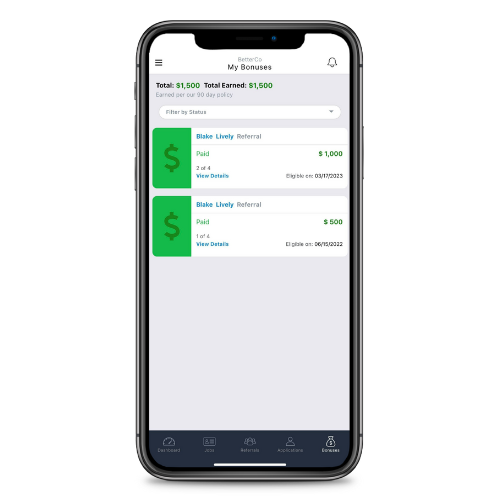 BetterCo
My Bonuses
Total: $1,500 Total Earned: $1,500
Earned per our 90 day policy
Filter by Status
Blake Lively Referral
Paid $ 1,000
2 of 4
View Details Eligible on: 03/17/2023
Blake Lively Referral
Paid $ 500
1 of 4
View Details Eligible on: 06/15/2022
Dashboard Jobs Referrals Applications Bonuses